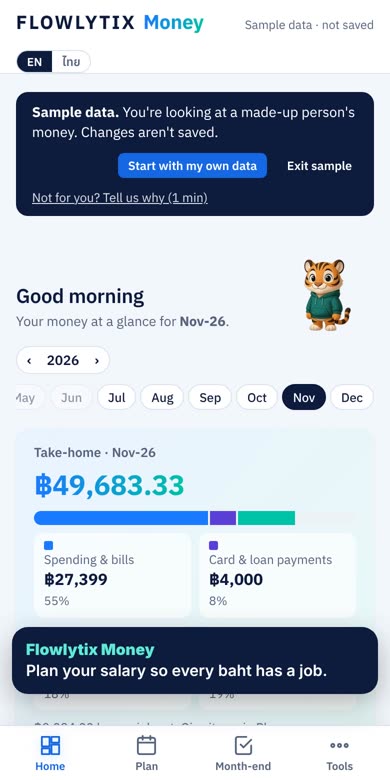 FLOWLYTIX Money
Sample data · not saved
EN ไทย
Sample data. You're looking at a made-up person's
money. Changes aren't saved.
Start with my own data Exit sample
Not for you? Tell us why (1 min)
Good morning
Your money at a glance for Nov-26.
‹ 2026 ›
May Jun Jul Aug Sep Oct Nov Dec
Take-home · Nov-26
฿49,683.33
Spending & bills
฿27,399
55%
Card & loan payments
฿4,000
8%
Flowlytix Money
Plan your salary so every baht has a job.
Home Plan Month-end Tools